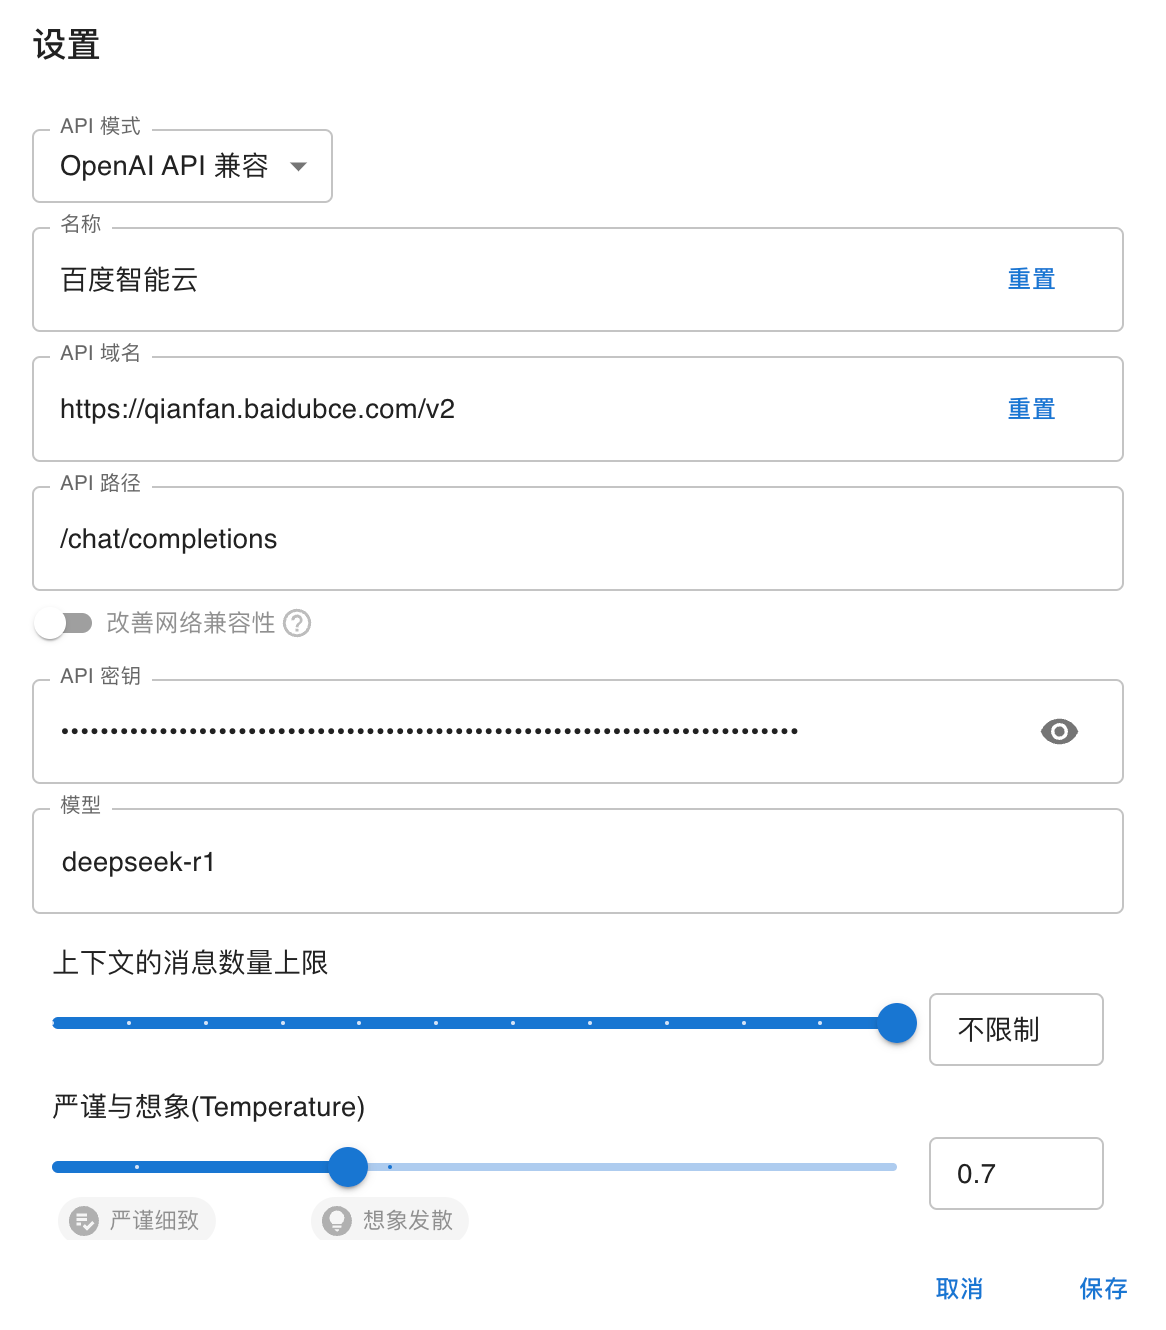 设置
API 模式
OpenAI API 兼容
名称
百度智能云
重置
API 域名
https://qianfan.baidubce.com/v2
重置
API 路径
/chat/completions
改善网络兼容性
API 密钥
模型
deepseek-r1
上下文的消息数量上限
不限制
严谨与想象(Temperature)
0.7
严谨细致
想象发散
取消
保存